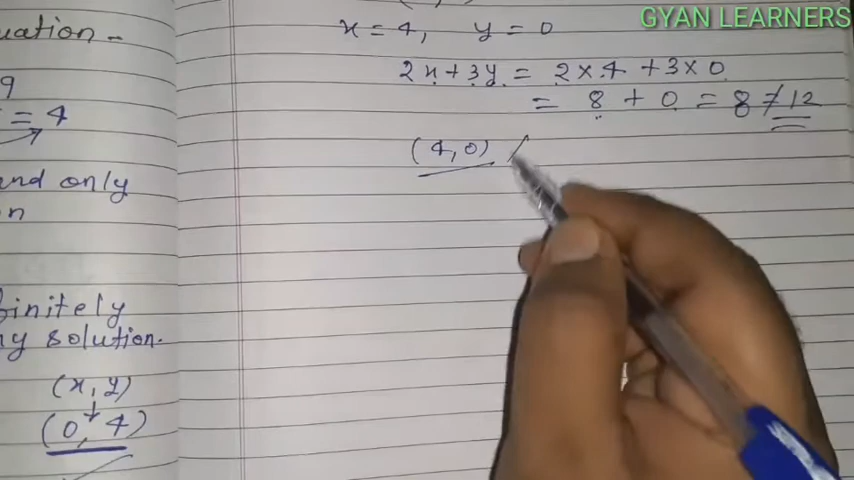 GYAN LEARNERS
uation -
9
= 4
and only
n
finitely
ny solution.
(x, y)
(0, 4)
x = 4, y = 0
2x + 3y = 2 × 4 + 3 × 0
= 8 + 0 = 8 ≠ 12
(4, 0)